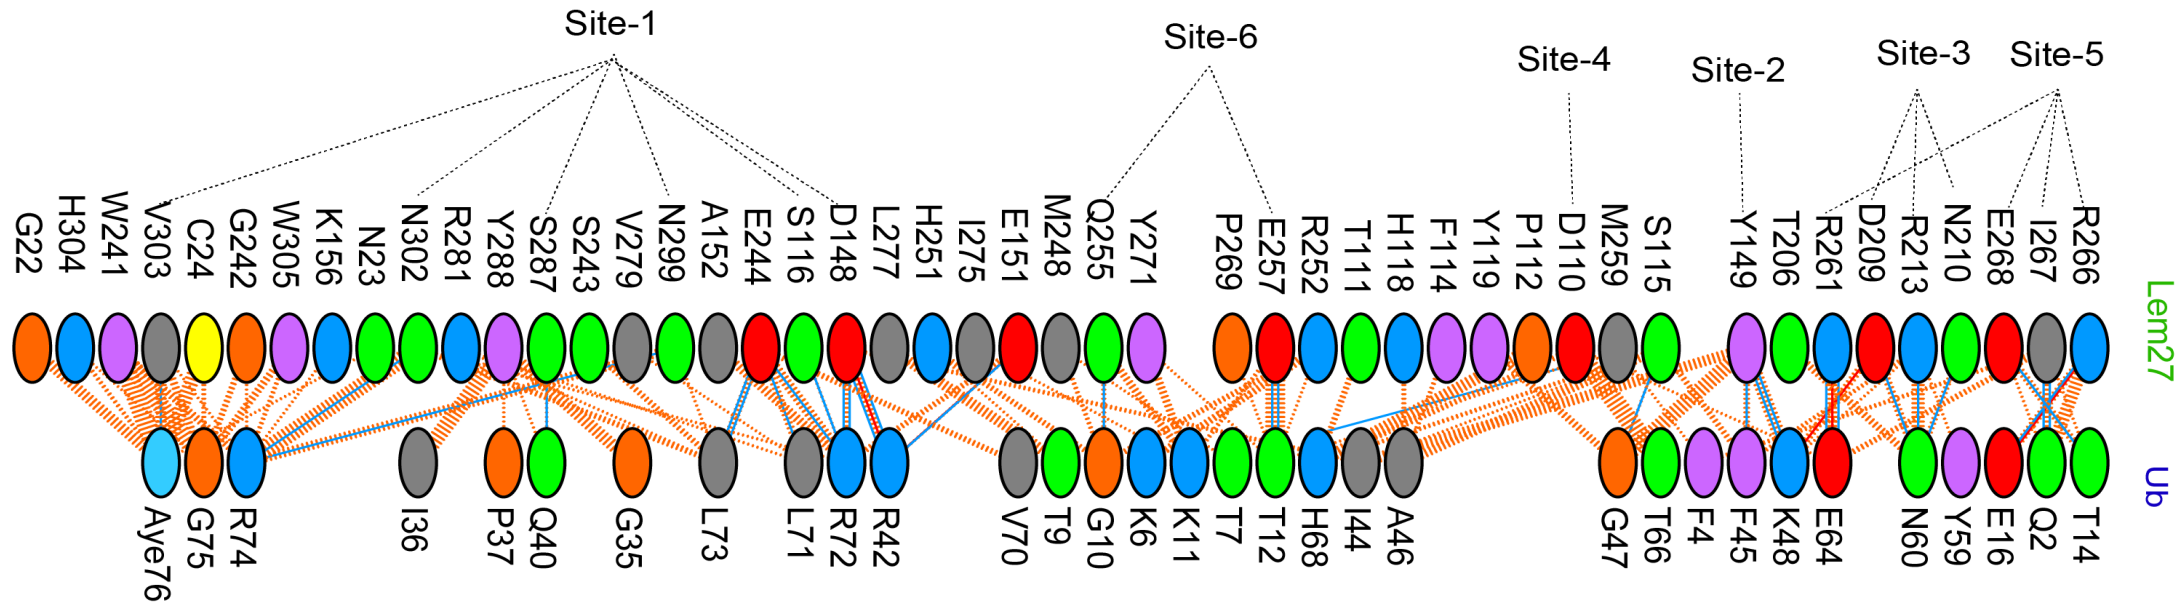 Site-1
Site-6
Site-4
Site-2
Site-3
Site-5
G22
H304
W241
V303
C24
G242
W305
K156
N23
N302
R281
Y288
S287
S243
V279
N299
A152
E244
S116
D148
L277
H251
I275
E151
M248
Q255
Y271
P269
E257
R252
T111
H118
F114
Y119
P112
D110
M259
S115
Y149
T206
R261
D209
R213
N210
E268
I267
R266
Lem27
Aye76
G75
R74
I36
P37
Q40
G35
L73
L71
R72
R42
V70
T9
G10
K6
K11
T7
T12
H68
I44
A46
G47
T66
F4
F45
K48
E64
N60
Y59
E16
Q2
T14
Ub